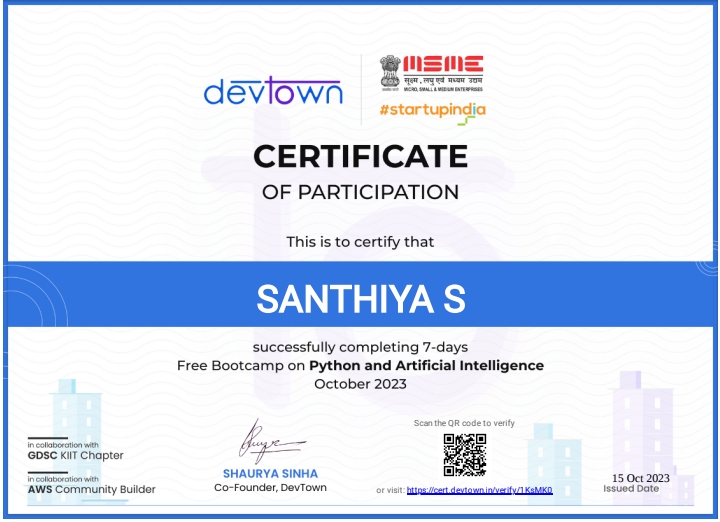 devtown
MSME
सूक्ष्म, लघु एवं मध्यम उद्यम
MICRO, SMALL & MEDIUM ENTERPRISES
#startupindia
CERTIFICATE
OF PARTICIPATION
This is to certify that
SANTHIYA S
successfully completing 7-days
Free Bootcamp on Python and Artificial Intelligence
October 2023
in collaboration with
GDSC KIIT Chapter
in collaboration with
AWS Community Builder
SHAURYA SINHA
Co-Founder, DevTown
Scan the QR code to verify
or visit: https://cert.devtown.in/verify/1KsMK0
15 Oct 2023
Issued Date